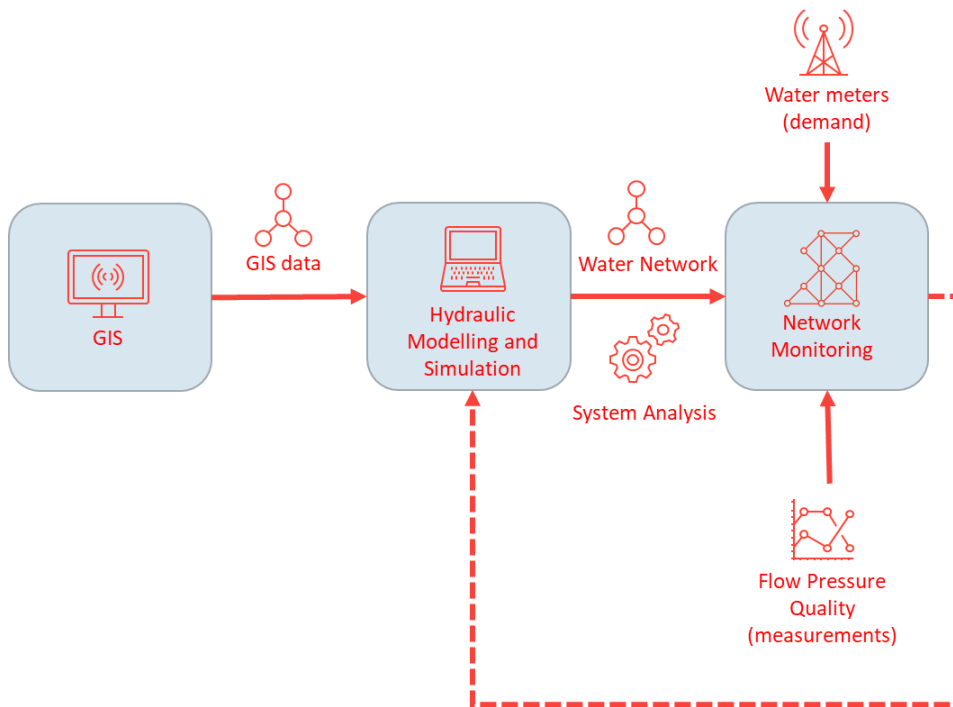 Water meters
(demand)
GIS data
Water Network
GIS
Hydraulic
Modelling and
Simulation
Network
Monitoring
System Analysis
Flow Pressure
Quality
(measurements)